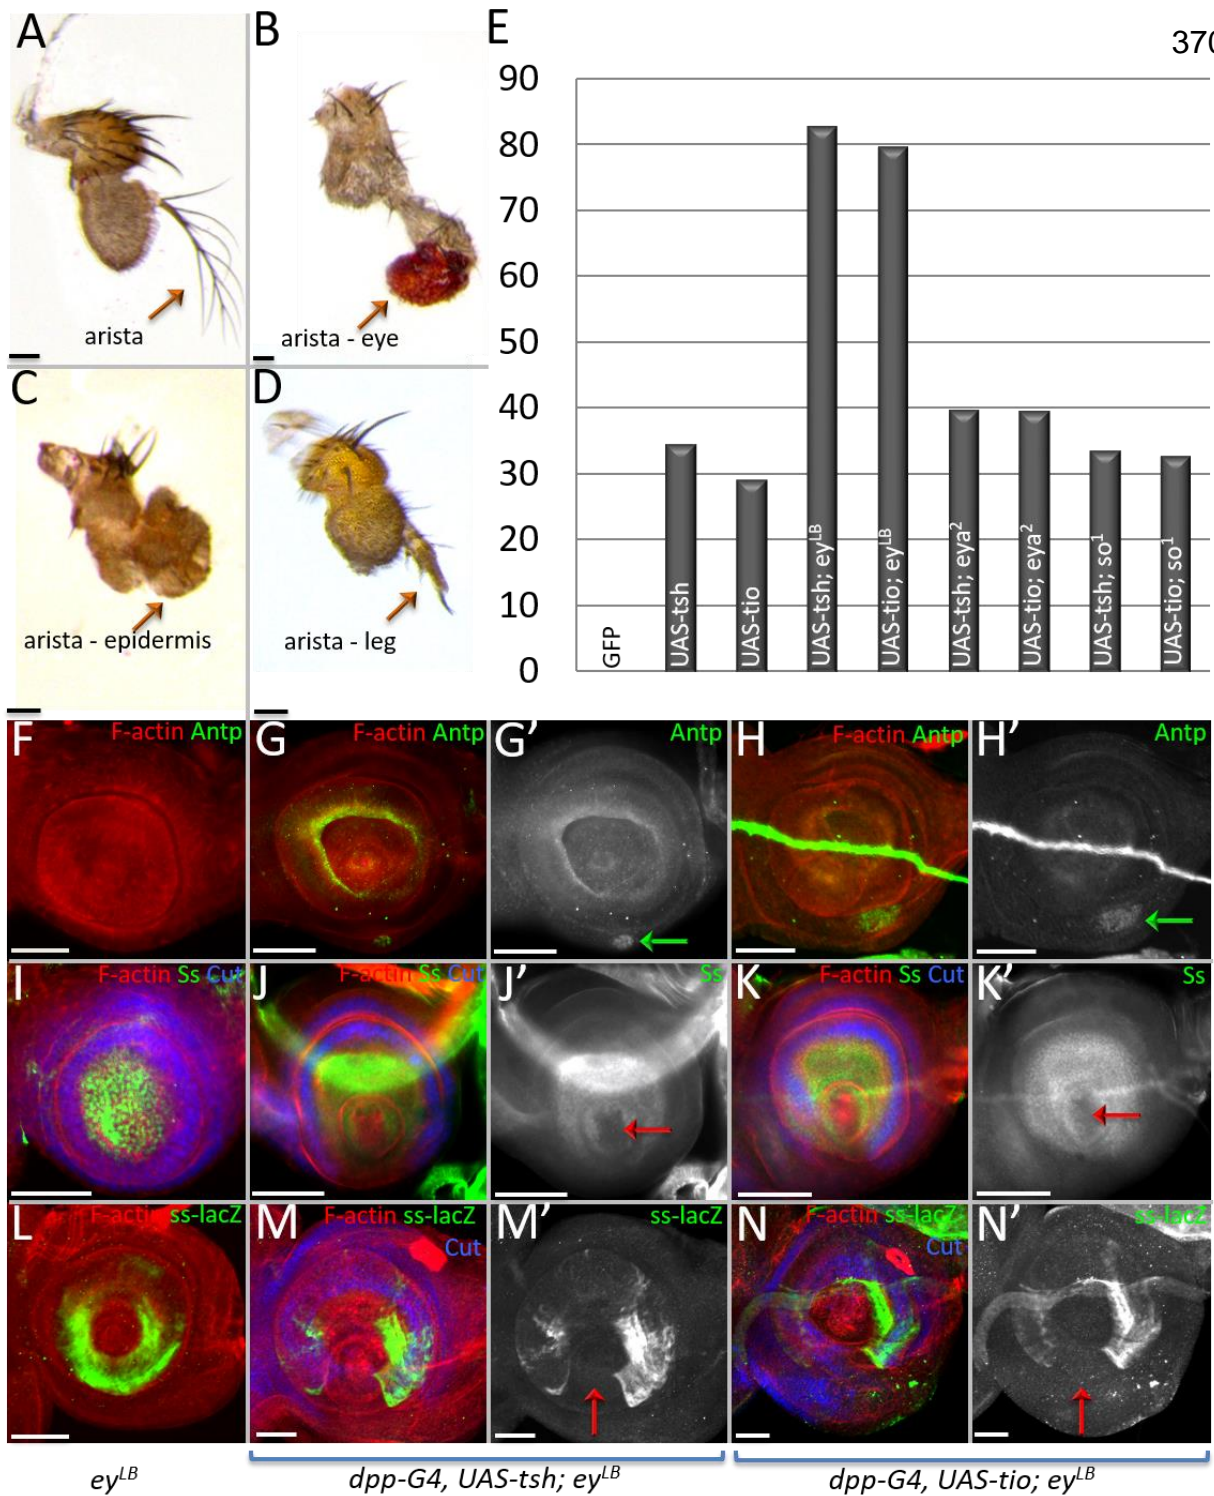 A
arista
B
arista - eye
C
arista - epidermis
D
arista - leg
E
370
90
80
70
60
50
40
30
20
10
0
GFP
UAS-tsh
UAS-tio
UAS-tsh; ey^LB
UAS-tio; ey^LB
UAS-tsh; eya^2
UAS-tio; eya^2
UAS-tsh; so^1
UAS-tio; so^1
F F-actin Antp
G F-actin Antp
G' Antp
H F-actin Antp
H' Antp
I F-actin Ss Cut
J F-actin Ss Cut
J' Ss
K F-actin Ss Cut
K' Ss
L F-actin ss-lacZ
M F-actin ss-lacZ
Cut
M' ss-lacZ
N F-actin ss-lacZ
Cut
N' ss-lacZ
ey^LB
dpp-G4, UAS-tsh; ey^LB
dpp-G4, UAS-tio; ey^LB